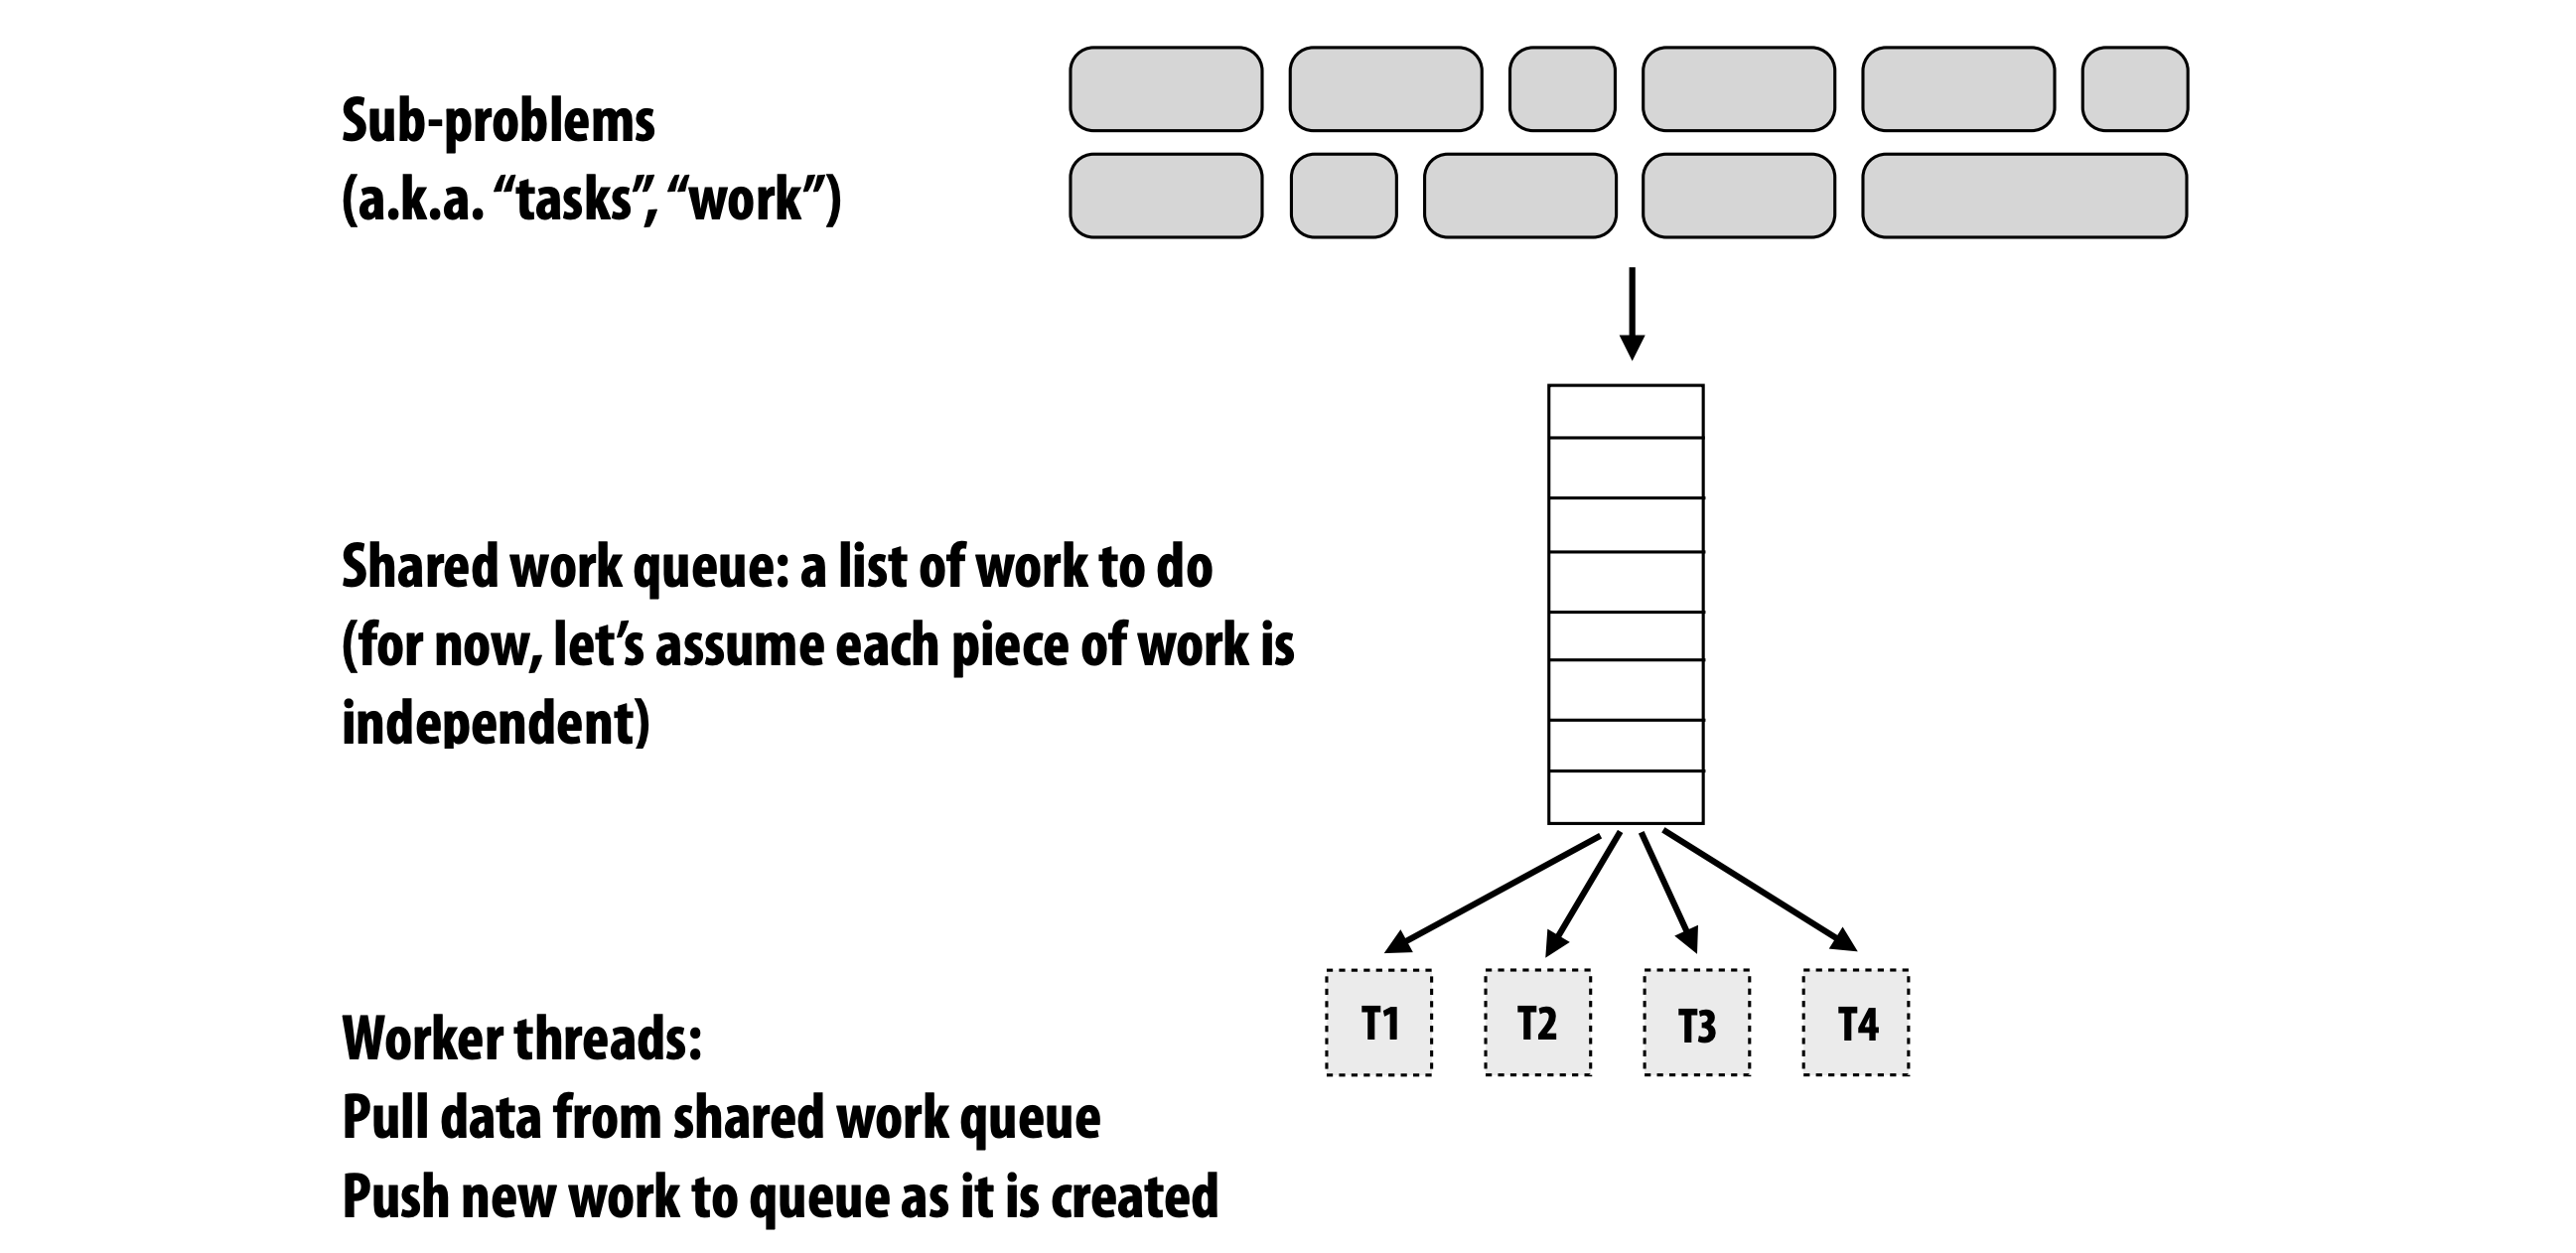 Sub-problems
(a.k.a. “tasks”, “work”)
Shared work queue: a list of work to do
(for now, let’s assume each piece of work is
independent)
T1 T2 T3 T4
Worker threads:
Pull data from shared work queue
Push new work to queue as it is created